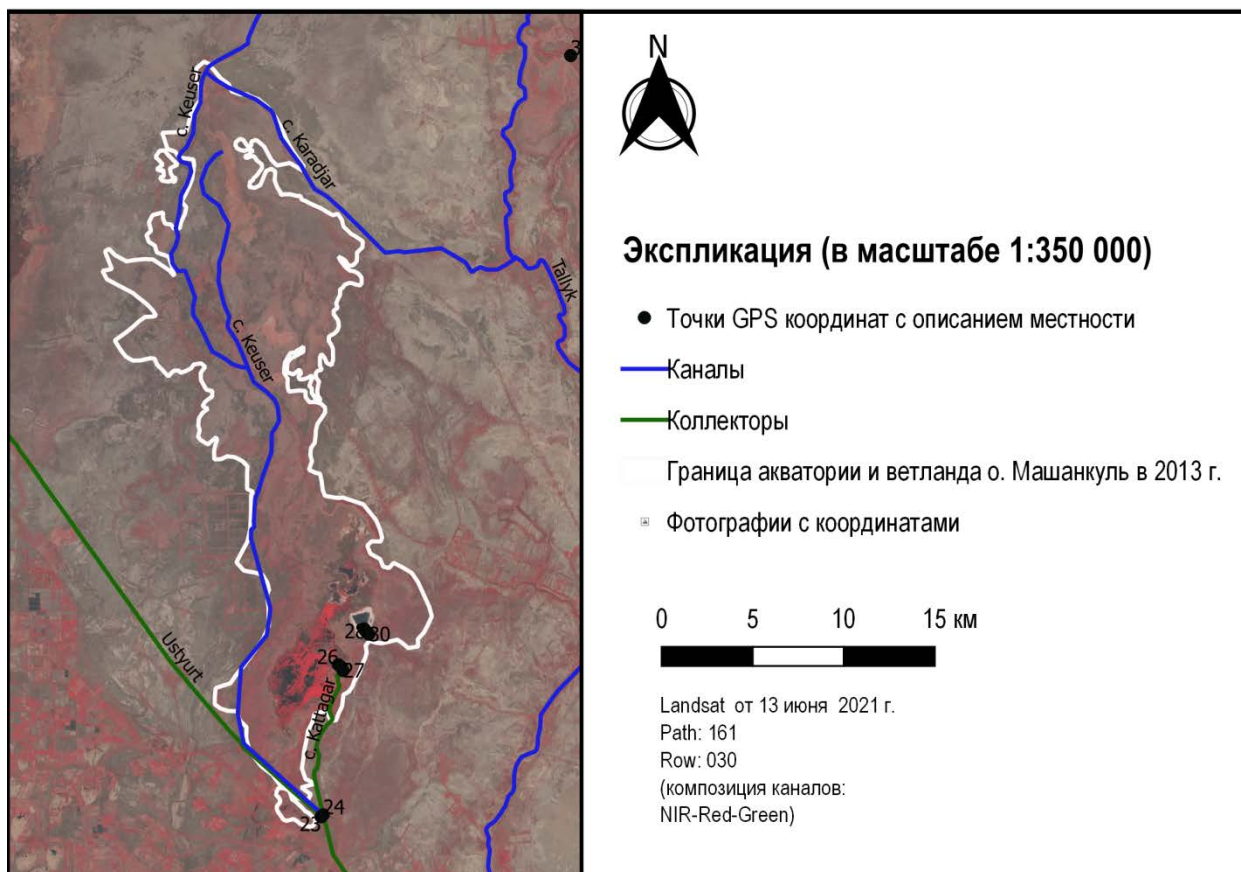 3
c. Keuser
c. Karadjar
Tallyk
c. Keuser
Ustyurt
28
30
26
27
c. Kattagar
24
23
N
Экспликация (в масштабе 1:350 000)
Точки GPS координат с описанием местности
Каналы
Коллекторы
Граница акватории и ветланда о. Машанкуль в 2013 г.
Фотографии с координатами
0 5 10 15 км
Landsat от 13 июня 2021 г.
Path: 161
Row: 030
(композиция каналов:
NIR-Red-Green)